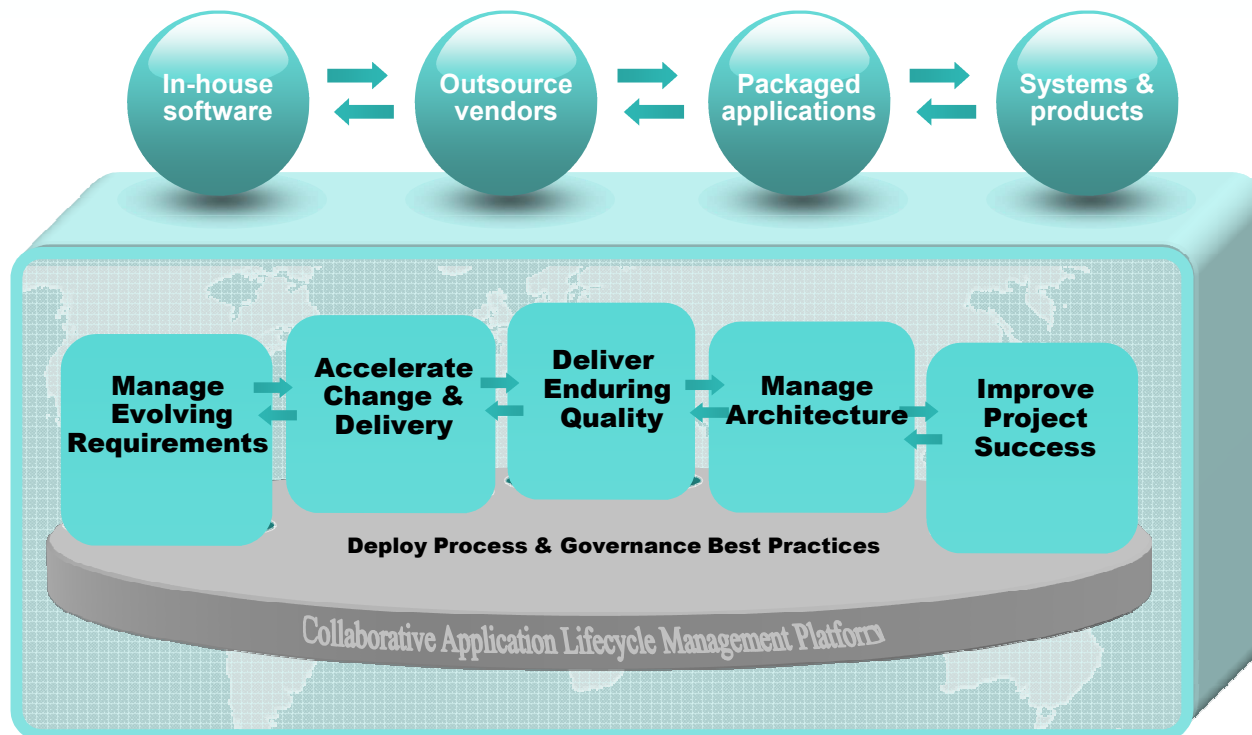 In-house
software
Outsource
vendors
Packaged
applications
Systems &
products
Manage
Evolving
Requirements
Accelerate
Change &
Delivery
Deliver
Enduring
Quality
Manage
Architecture
Improve
Project
Success
Deploy Process & Governance Best Practices
Collaborative Application Lifecycle Management Platform